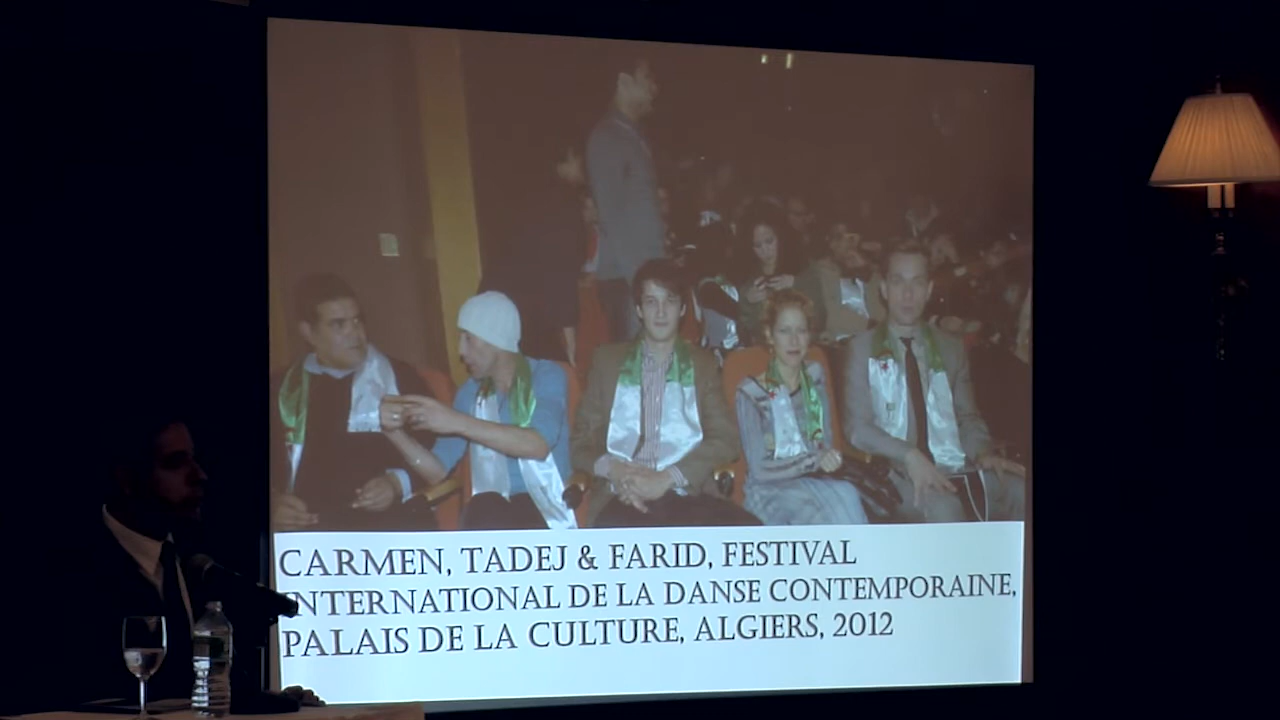 CARMEN, TADEJ & FARID, FESTIVAL
INTERNATIONAL DE LA DANSE CONTEMPORAINE,
PALAIS DE LA CULTURE, ALGIERS, 2012